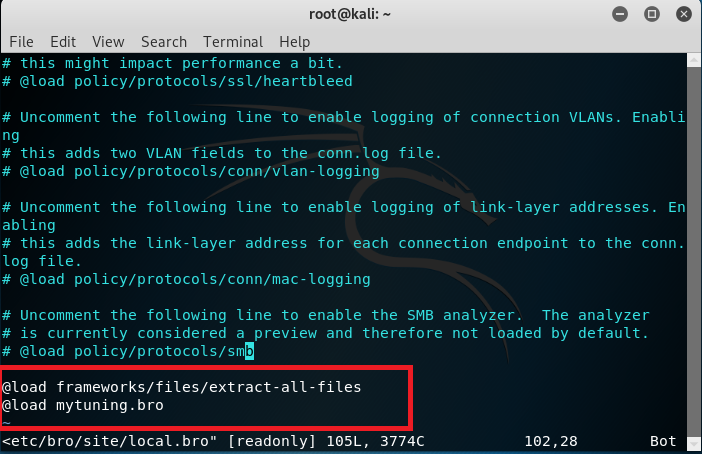 root@kali: ~
File Edit View Search Terminal Help
# this might impact performance a bit.
# @load policy/protocols/ssl/heartbleed
# Uncomment the following line to enable logging of connection VLANs. Enabli
ng
# this adds two VLAN fields to the conn.log file.
# @load policy/protocols/conn/vlan-logging
# Uncomment the following line to enable logging of link-layer addresses. En
abling
# this adds the link-layer address for each connection endpoint to the conn.
log file.
# @load policy/protocols/conn/mac-logging
# Uncomment the following line to enable the SMB analyzer.  The analyzer
# is currently considered a preview and therefore not loaded by default.
# @load policy/protocols/smb
@load frameworks/files/extract-all-files
@load mytuning.bro
~
<etc/bro/site/local.bro" [readonly] 105L, 3774C 102,28 Bot